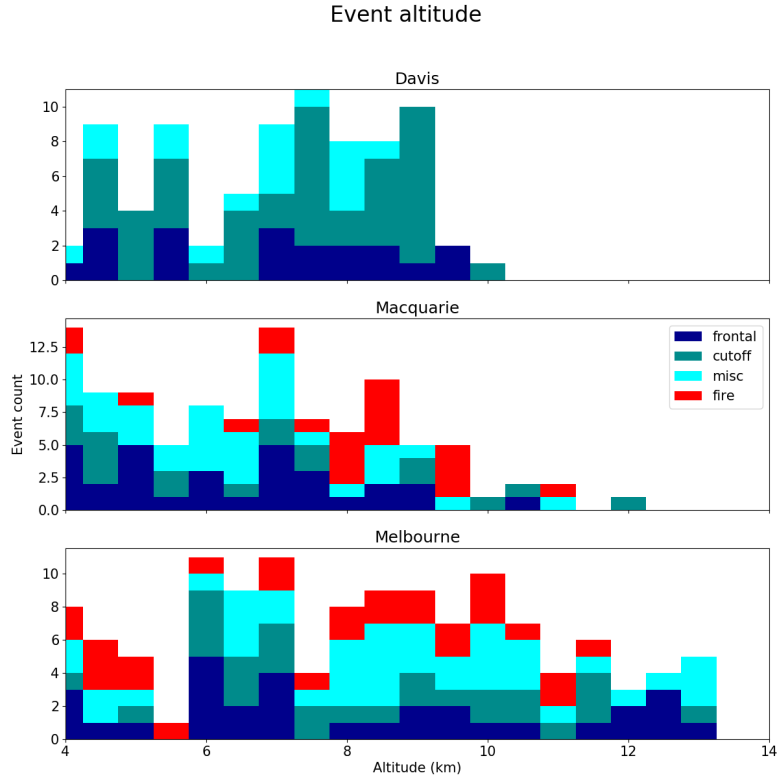 Event altitude
Davis
10
8
6
4
2
0
Macquarie
12.5
10.0
7.5
5.0
2.5
0.0
Event count
frontal
cutoff
misc
fire
Melbourne
10
8
6
4
2
0
4 6 8 10 12 14
Altitude (km)